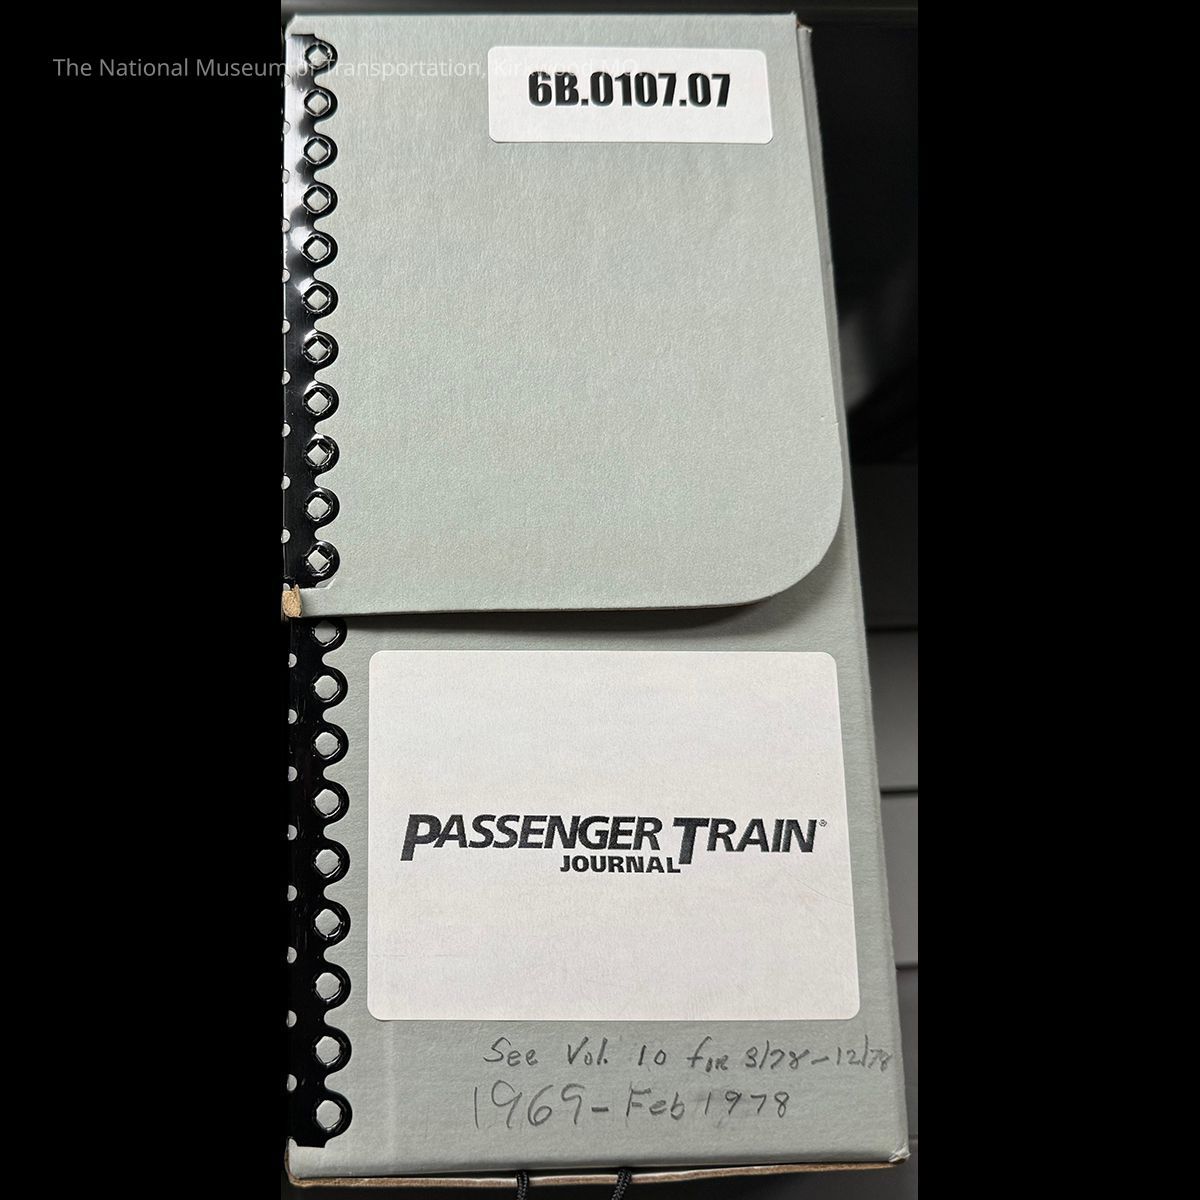 The National Museum of Transportation, Kirkwood MO
6B.0107.07
PASSENGER TRAIN®
JOURNAL
See Vol. 10 for 3/78-12/78
1969-Feb 1978